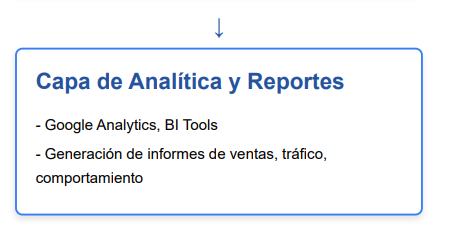 ↓
Capa de Analítica y Reportes
- Google Analytics, BI Tools
- Generación de informes de ventas, tráfico,
comportamiento